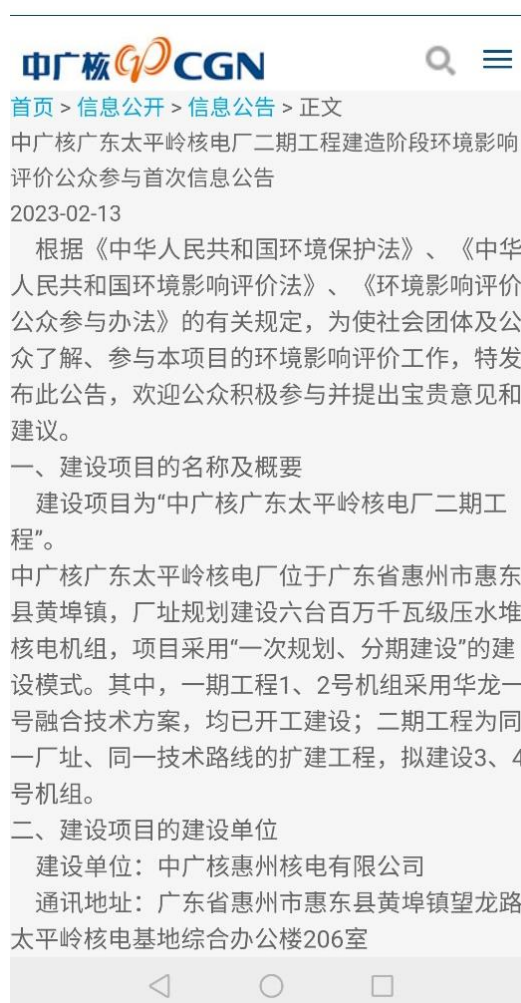 中广核 CGN
首页 > 信息公开 > 信息公告 > 正文
中广核广东太平岭核电厂二期工程建造阶段环境影响
评价公众参与首次信息公告
2023-02-13
根据《中华人民共和国环境保护法》、《中华
人民共和国环境影响评价法》、《环境影响评价
公众参与办法》的有关规定，为使社会团体及公
众了解、参与本项目的环境影响评价工作，特发
布此公告，欢迎公众积极参与并提出宝贵意见和
建议。
一、建设项目的名称及概要
建设项目为“中广核广东太平岭核电厂二期工
程”。
中广核广东太平岭核电厂位于广东省惠州市惠东
县黄埠镇，厂址规划建设六台百万千瓦级压水堆
核电机组，项目采用“一次规划、分期建设”的建
设模式。其中，一期工程1、2号机组采用华龙一
号融合技术方案，均已开工建设；二期工程为同
一厂址、同一技术路线的扩建工程，拟建设3、4
号机组。
二、建设项目的建设单位
建设单位：中广核惠州核电有限公司
通讯地址：广东省惠州市惠东县黄埠镇望龙路
太平岭核电基地综合办公楼206室